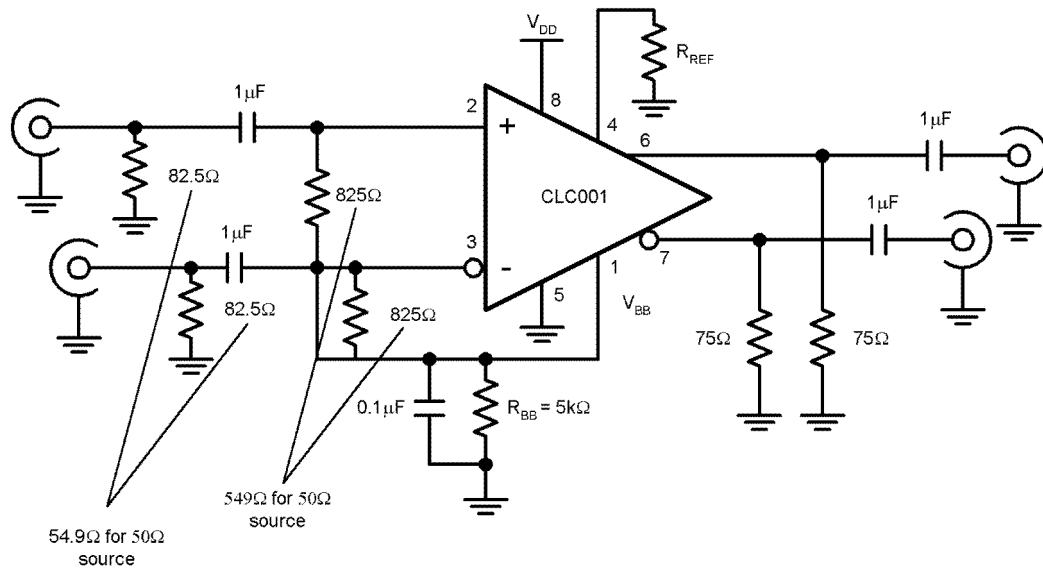 V_DD
R_REF
1μF
2
+
8
4
6
1μF
82.5Ω
825Ω
CLC001
1μF
1μF
3
-
7
5
1
V_BB
82.5Ω
825Ω
75Ω
75Ω
0.1μF
R_BB = 5kΩ
549Ω for 50Ω
source
54.9Ω for 50Ω
source